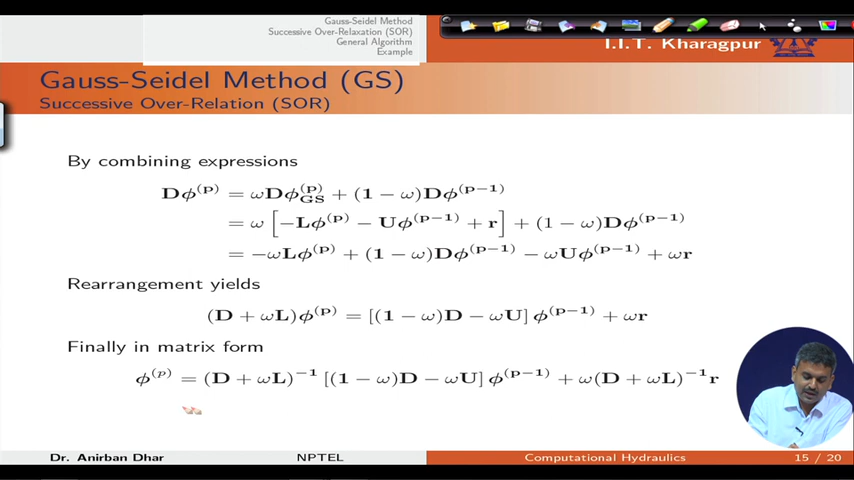 Gauss-Seidel Method
Successive Over-Relaxation (SOR)
General Algorithm
Example
I.I.T. Kharagpur
Gauss-Seidel Method (GS)
Successive Over-Relation (SOR)
By combining expressions
Dϕ^(p) = ωDϕ_GS^(p) + (1 − ω)Dϕ^(p−1)
= ω [−Lϕ^(p) − Uϕ^(p−1) + r] + (1 − ω)Dϕ^(p−1)
= −ωLϕ^(p) + (1 − ω)Dϕ^(p−1) − ωUϕ^(p−1) + ωr
Rearrangement yields
(D + ωL)ϕ^(p) = [(1 − ω)D − ωU] ϕ^(p−1) + ωr
Finally in matrix form
ϕ^(p) = (D + ωL)^−1 [(1 − ω)D − ωU] ϕ^(p−1) + ω(D + ωL)^−1 r
Dr. Anirban Dhar NPTEL Computational Hydraulics 15 / 20